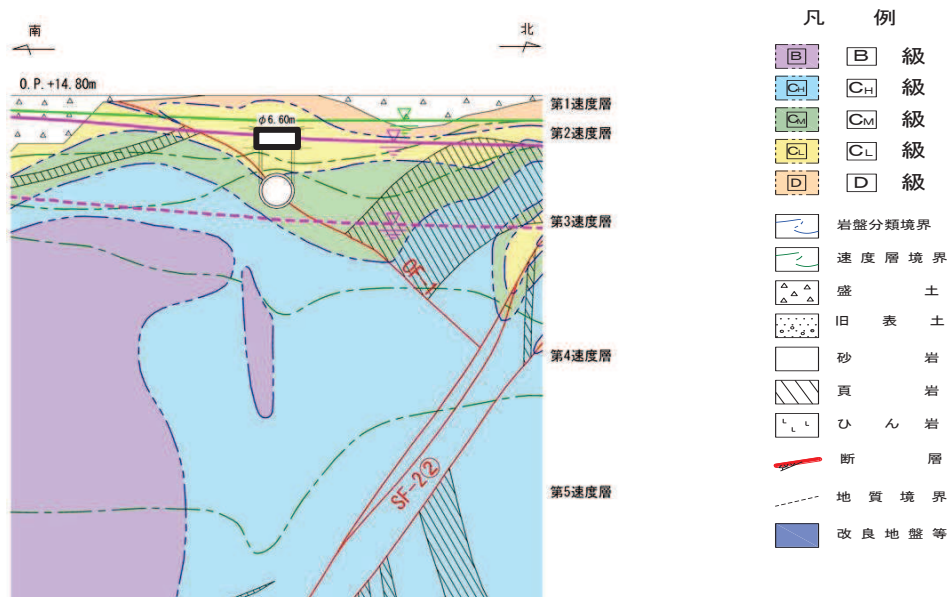 南
北
O.P.+14.80m
φ6.60m
第1速度層
第2速度層
第3速度層
第4速度層
第5速度層
OF-1
SF-2②
凡例
B B 級
CH CH 級
CM CM 級
CL CL 級
D D 級
岩盤分類境界
速度層境界
盛土
旧表土
砂岩
頁岩
ひん岩
断層
地質境界
改良地盤等